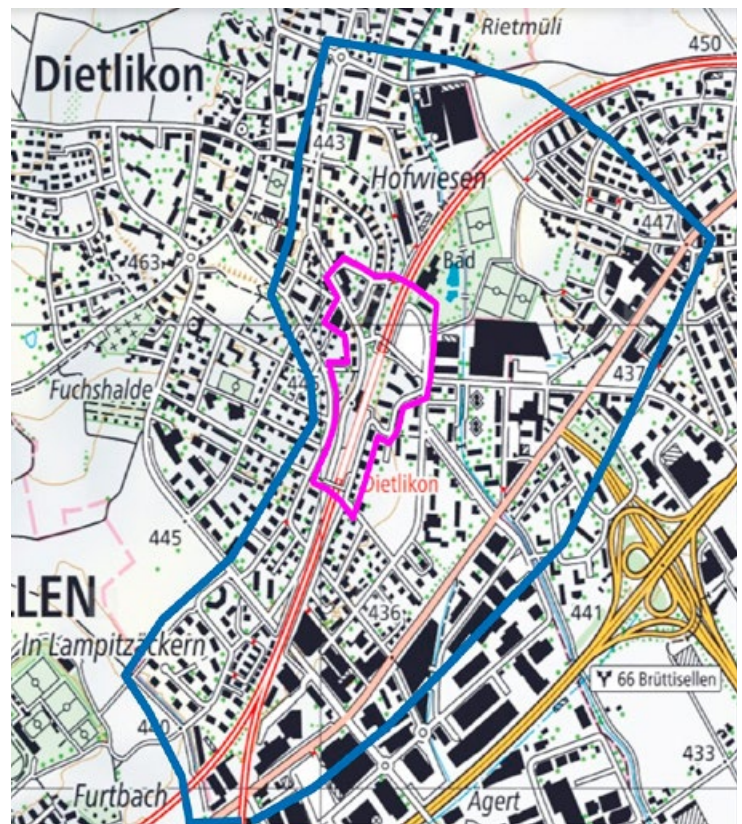 Rietmüli
450
Dietlikon
443
Hofwiesen
447
463
Bad
437
Fuchshalde
Dietlikon
445
LLEN
436
441
In Lampitzäckern
66 Brüttisellen
440
433
Furtbach
Agert